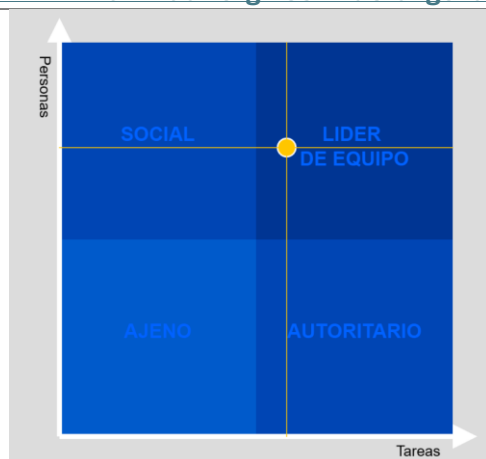 Personas
SOCIAL
LIDER
DE EQUIPO
AJENO
AUTORITARIO
Tareas